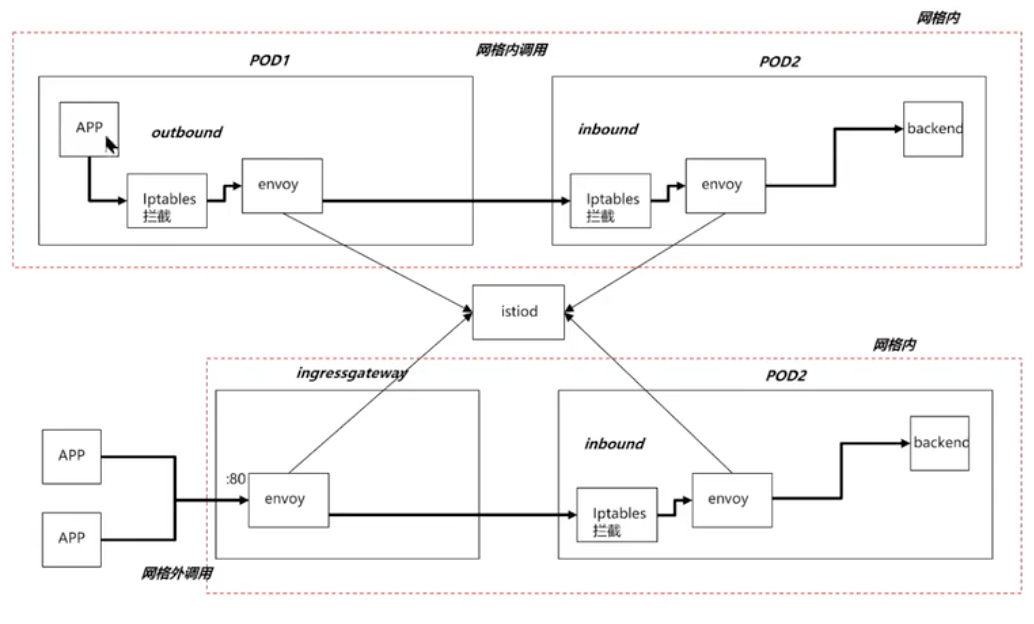 网格内
网格内调用
POD1
POD2
APP
outbound
inbound
backend
envoy
envoy
Iptables
拦截
Iptables
拦截
istiod
网格内
ingressgateway
POD2
APP
inbound
backend
:80
envoy
envoy
Iptables
拦截
APP
网格外调用